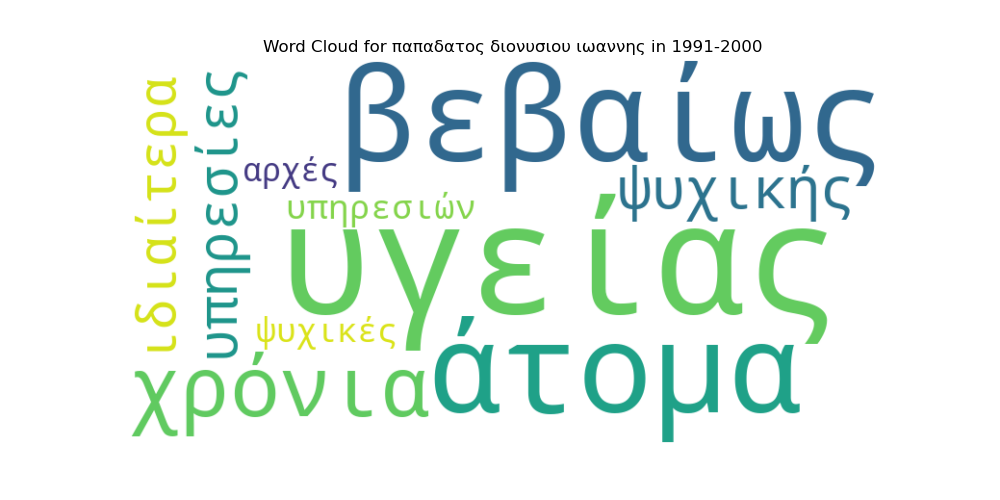 Word Cloud for παπαδατος διονυσιου ιωαννης in 1991-2000
βεβαίως
ιδιαίτερα
υπηρεσίες
αρχές
ψυχικής
υπηρεσιών
υγείας
ψυχικές
άτομα
χρόνια